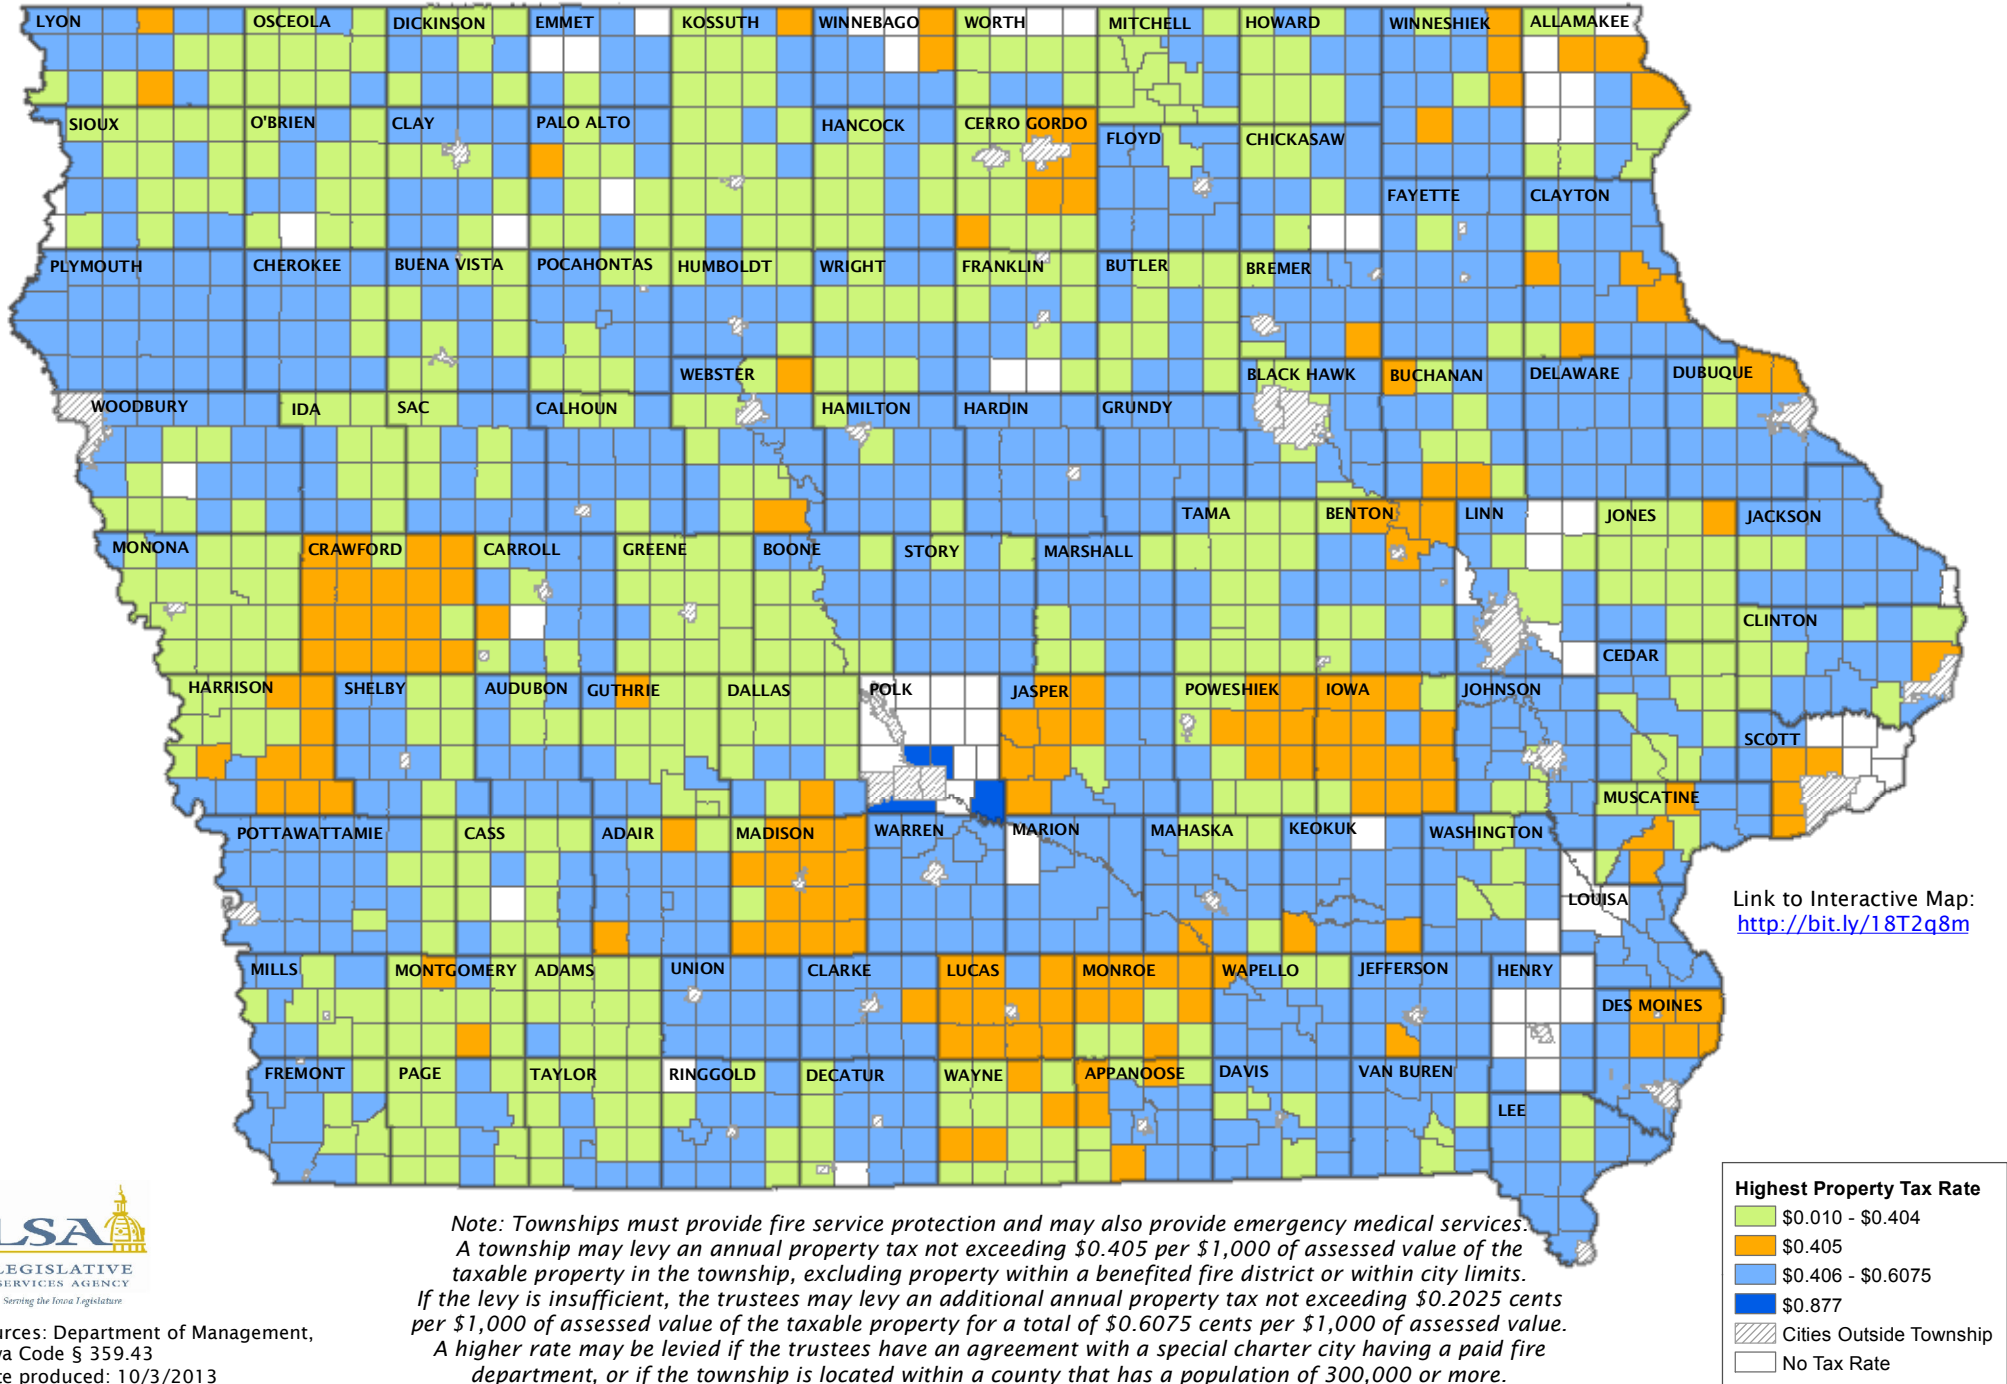 LYON OSCEOLA DICKINSON EMMET KOSSUTH WINNEBAGO WORTH MITCHELL HOWARD WINNESHIEK ALLAMAKEE
SIOUX O'BRIEN CLAY PALO ALTO HANCOCK CERRO GORDO FLOYD CHICKASAW
FAYETTE CLAYTON
PLYMOUTH CHEROKEE BUENA VISTA POCAHONTAS HUMBOLDT WRIGHT FRANKLIN BUTLER BREMER
WEBSTER BLACK HAWK BUCHANAN DELAWARE DUBUQUE
WOODBURY IDA SAC CALHOUN HAMILTON HARDIN GRUNDY
TAMA BENTON LINN JONES JACKSON
MONONA CRAWFORD CARROLL GREENE BOONE STORY MARSHALL
CLINTON
CEDAR
HARRISON SHELBY AUDUBON GUTHRIE DALLAS POLK JASPER POWESHIEK IOWA JOHNSON
SCOTT
MUSCATINE
POTTAWATTAMIE CASS ADAIR MADISON WARREN MARION MAHASKA KEOKUK WASHINGTON
LOUISA
Link to Interactive Map:
http://bit.ly/18T2q8m
MILLS MONTGOMERY ADAMS UNION CLARKE LUCAS MONROE WAPELLO JEFFERSON HENRY
DES MOINES
FREMONT PAGE TAYLOR RINGGOLD DECATUR WAYNE APPANOOSE DAVIS VAN BUREN
LEE
Highest Property Tax Rate
$0.010 - $0.404
$0.405
$0.406 - $0.6075
$0.877
Cities Outside Township
No Tax Rate
LSA
LEGISLATIVE
SERVICES AGENCY
Serving the Iowa Legislature
Note: Townships must provide fire service protection and may also provide emergency medical services.
A township may levy an annual property tax not exceeding $0.405 per $1,000 of assessed value of the
taxable property in the township, excluding property within a benefited fire district or within city limits.
If the levy is insufficient, the trustees may levy an additional annual property tax not exceeding $0.2025 cents
per $1,000 of assessed value of the taxable property for a total of $0.6075 cents per $1,000 of assessed value.
A higher rate may be levied if the trustees have an agreement with a special charter city having a paid fire
department, or if the township is located within a county that has a population of 300,000 or more.
urces: Department of Management,
a Code § 359.43
te produced: 10/3/2013